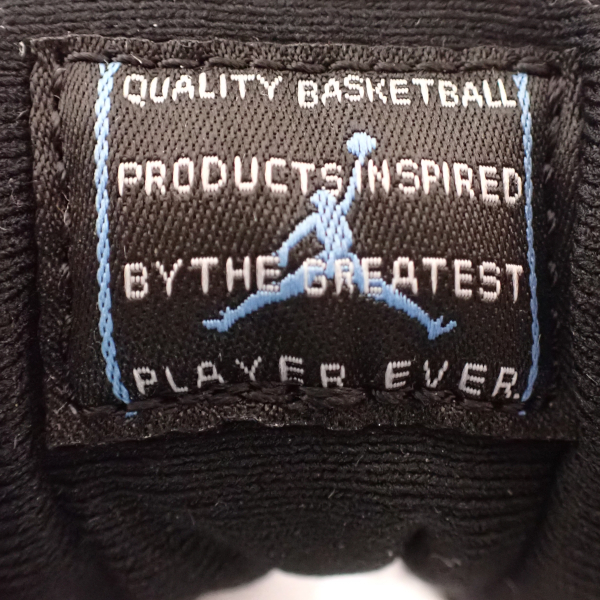 QUALITY BASKETBALL
PRODUCTS INSPIRED
BY THE GREATEST
PLAYER EVER.